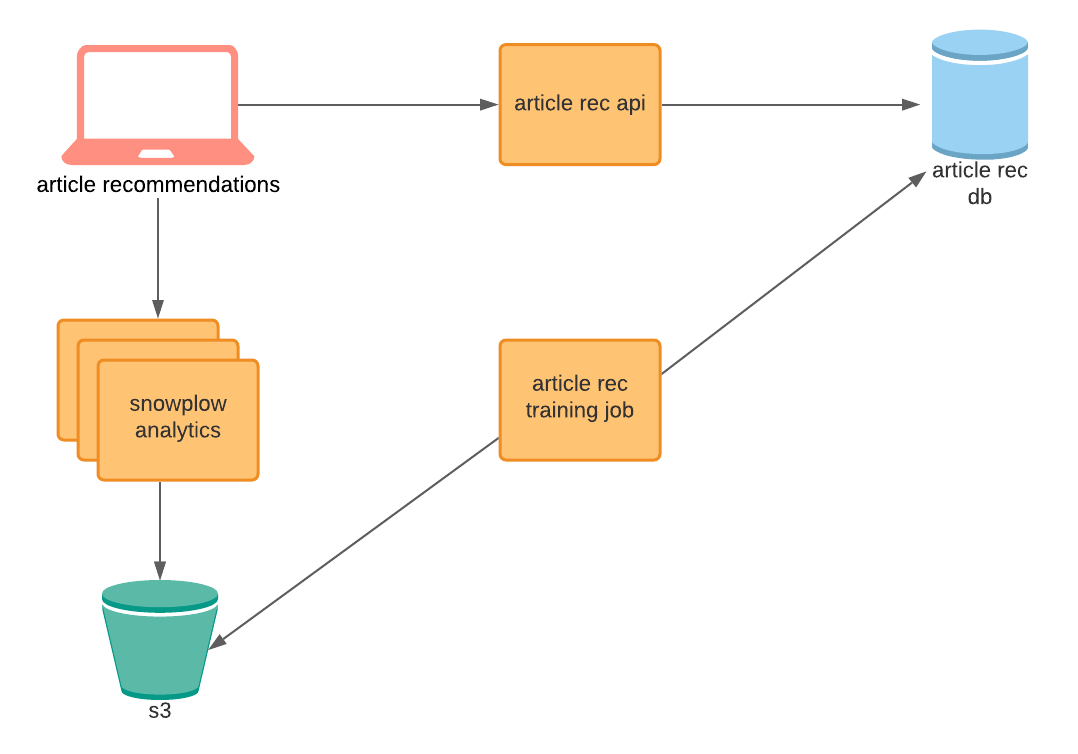 article rec api
article rec
db
article recommendations
article rec
training job
snowplow
analytics
s3